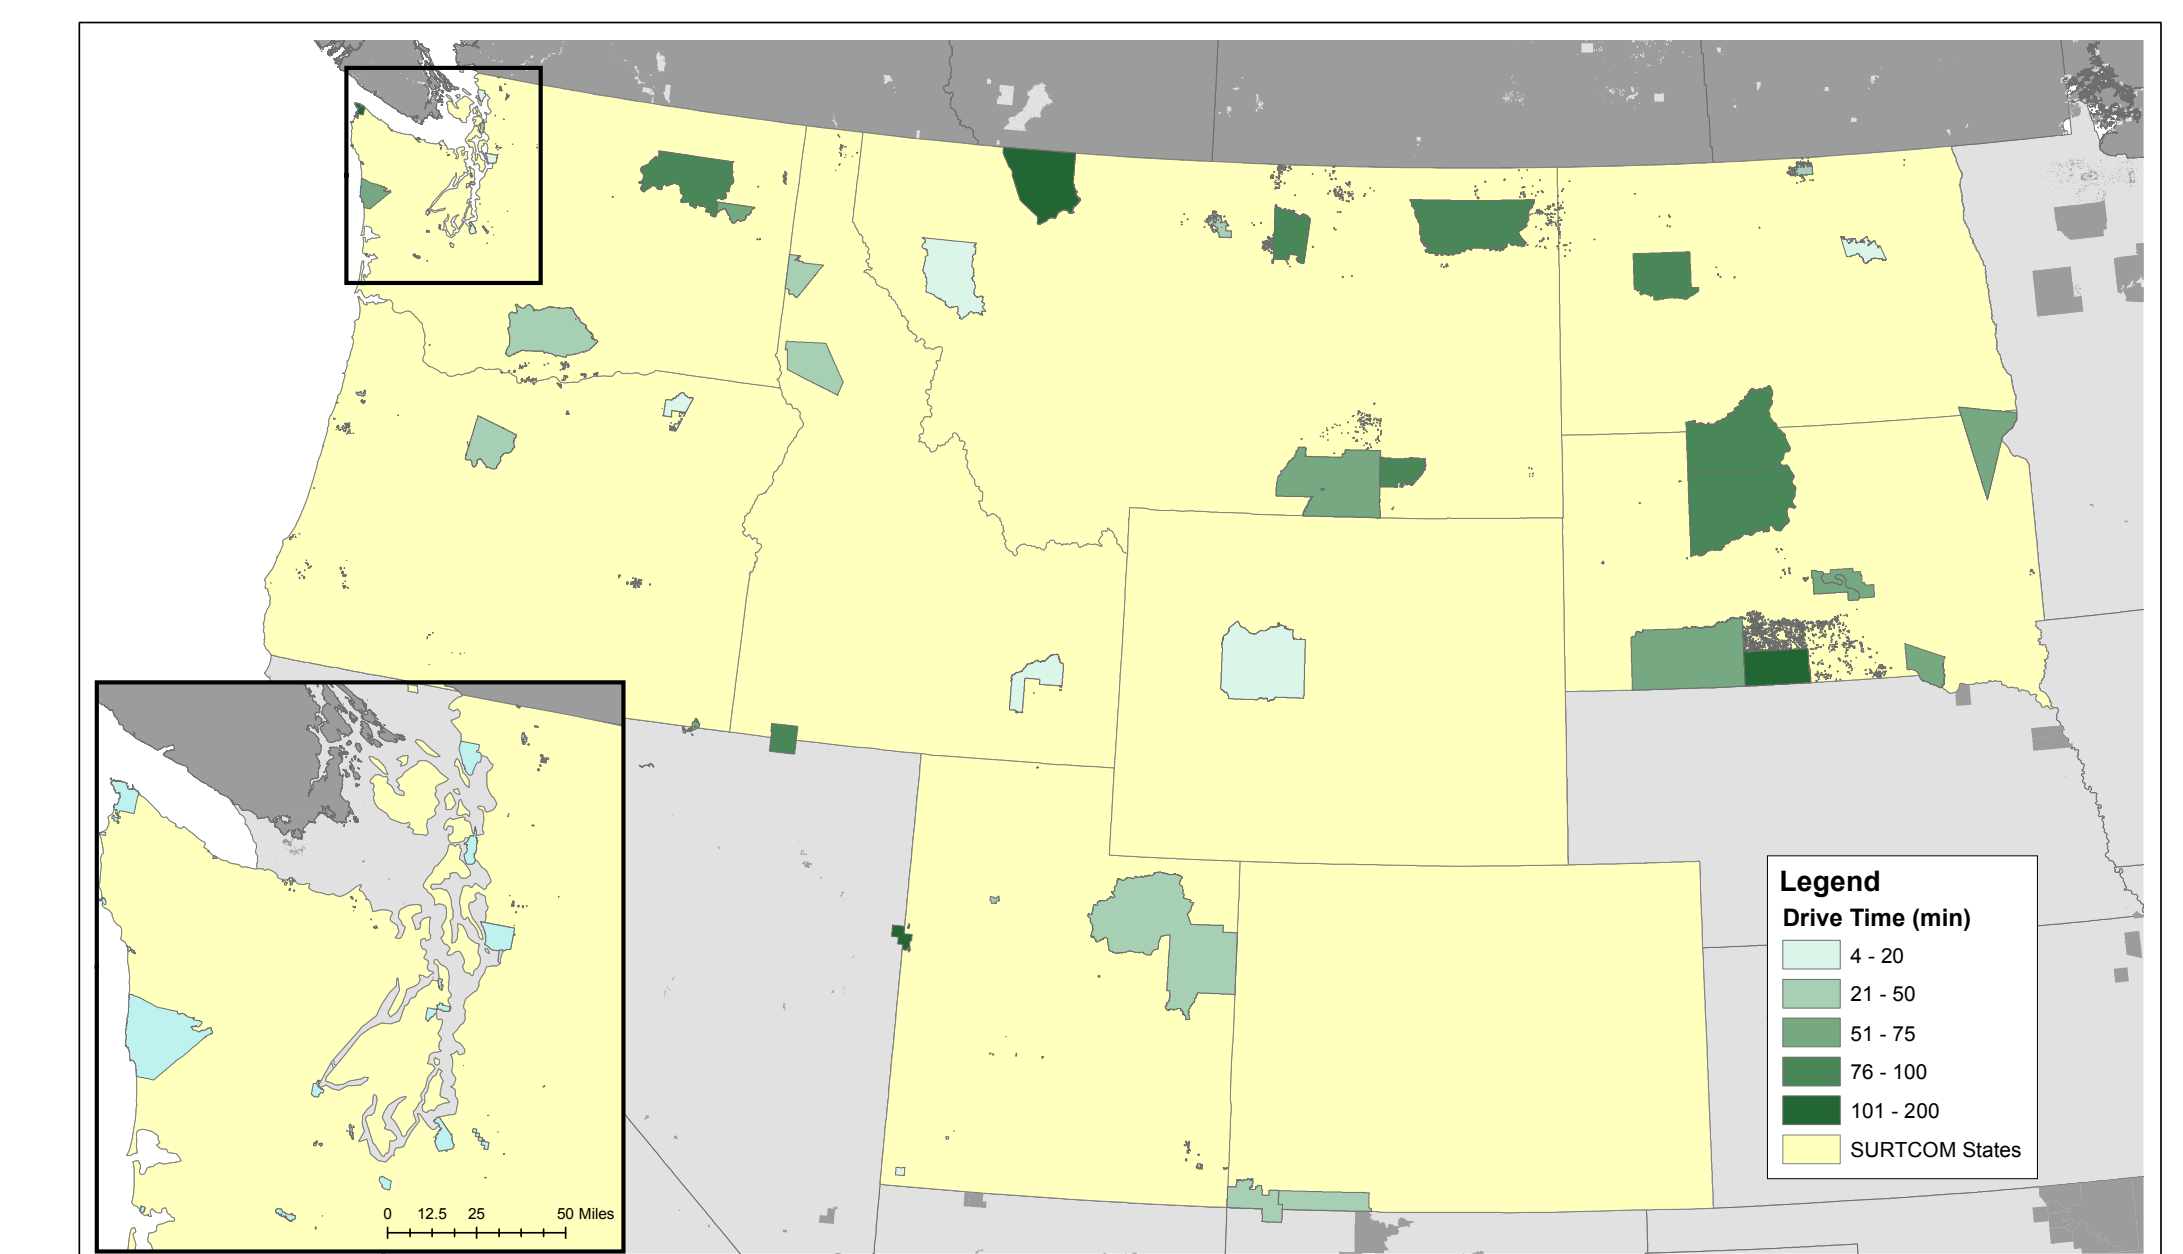 Legend
Drive Time (min)
4 - 20
21 - 50
51 - 75
76 - 100
101 - 200
SURTCOM States
0 12.5 25 50 Miles